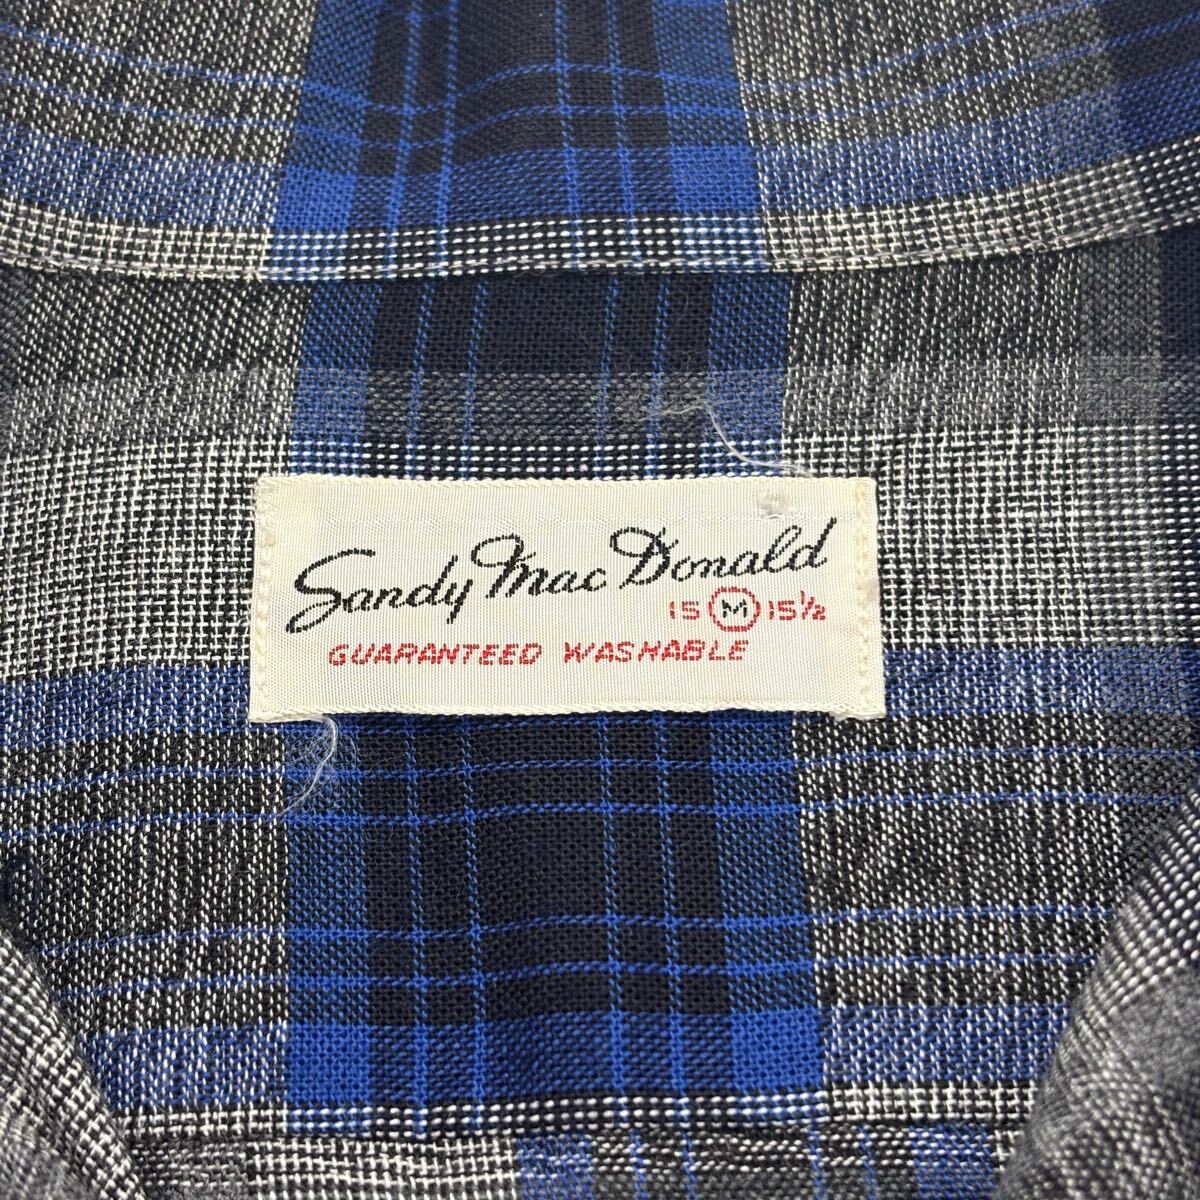 Sandy Mac Donald
15 M 15½
GUARANTEED WASHABLE